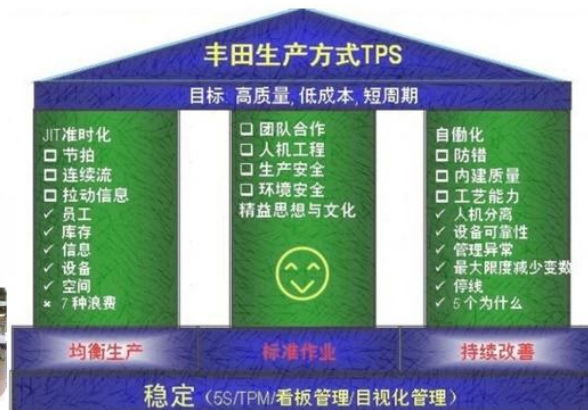 丰田生产方式TPS
目标: 高质量, 低成本, 短周期
JIT准时化
节拍
连续流
拉动信息
员工
库存
信息
设备
空间
7种浪费
团队合作
人机工程
生产安全
环境安全
精益思想与文化
自働化
防错
内建质量
工艺能力
人机分离
设备可靠性
管理异常
最大限度减少变数
停线
5个为什么
均衡生产
标准作业
持续改善
稳定（5S/TPM/看板管理/目视化管理）